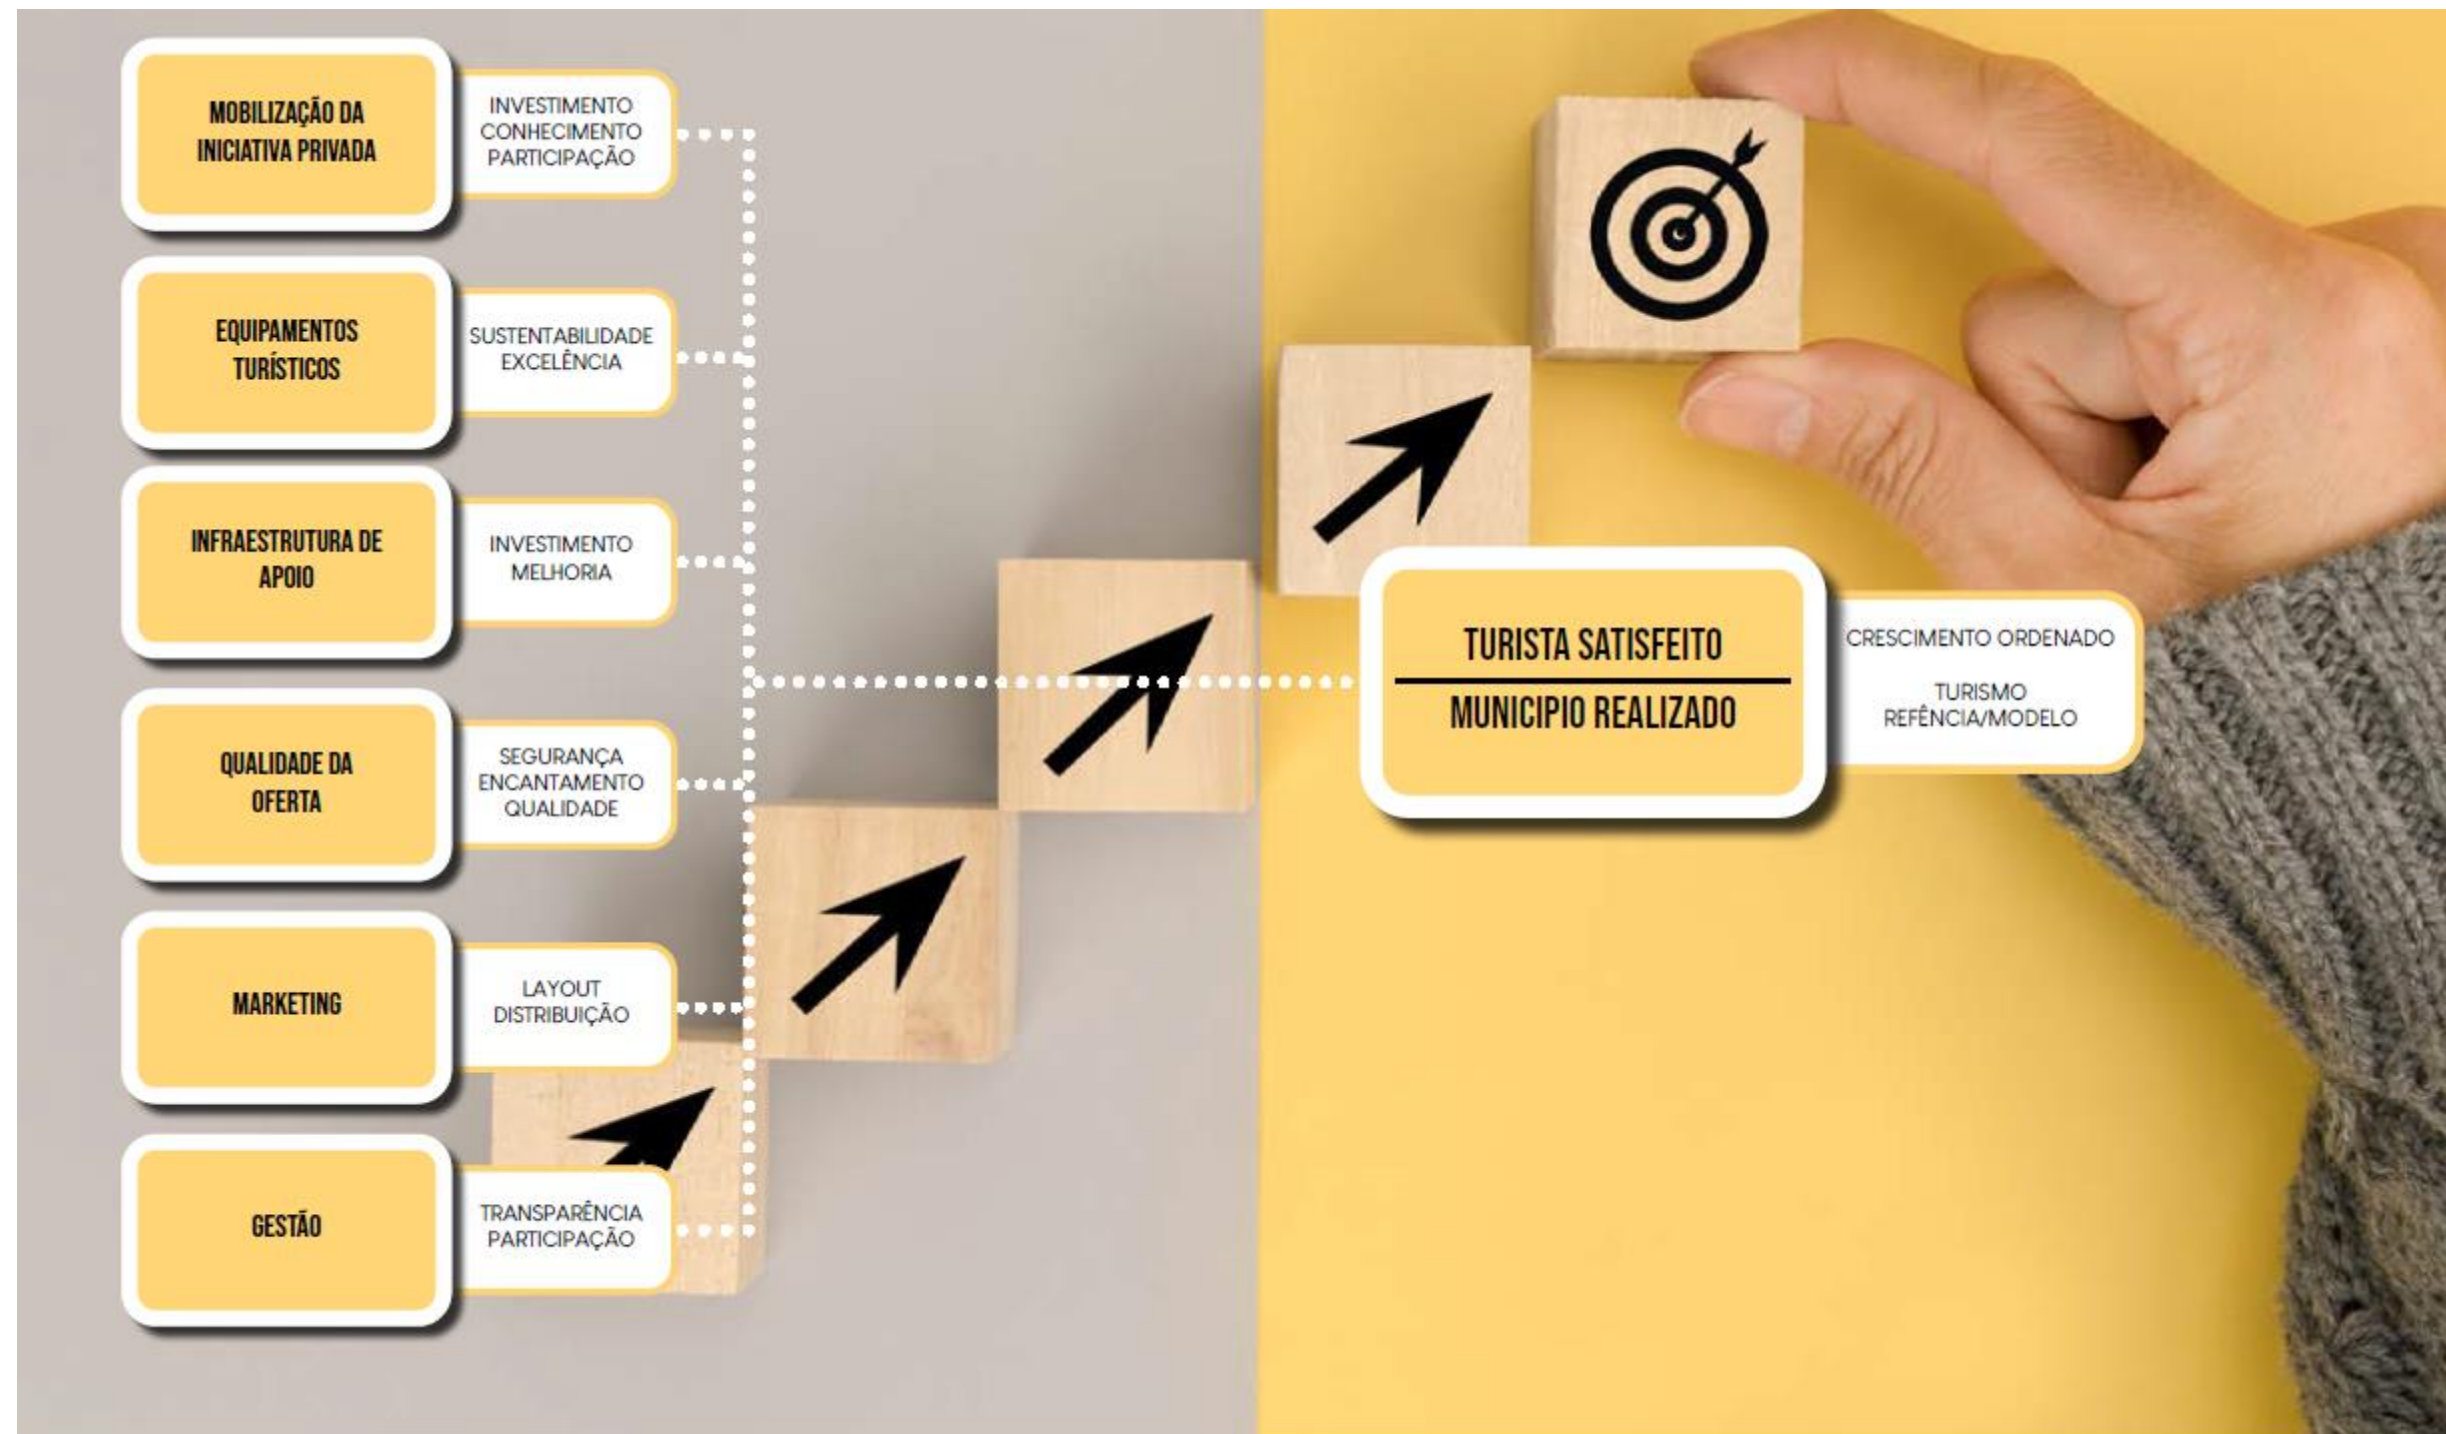 MOBILIZAÇÃO DA
INICIATIVA PRIVADA
INVESTIMENTO
CONHECIMENTO
PARTICIPAÇÃO
EQUIPAMENTOS
TURÍSTICOS
SUSTENTABILIDADE
EXCELÊNCIA
INFRAESTRUTURA DE
APOIO
INVESTIMENTO
MELHORIA
QUALIDADE DA
OFERTA
SEGURANÇA
ENCANTAMENTO
QUALIDADE
MARKETING
LAYOUT
DISTRIBUIÇÃO
GESTÃO
TRANSPARÊNCIA
PARTICIPAÇÃO
TURISTA SATISFEITO
MUNICIPIO REALIZADO
CRESCIMENTO ORDENADO
TURISMO
REFÊNCIA/MODELO